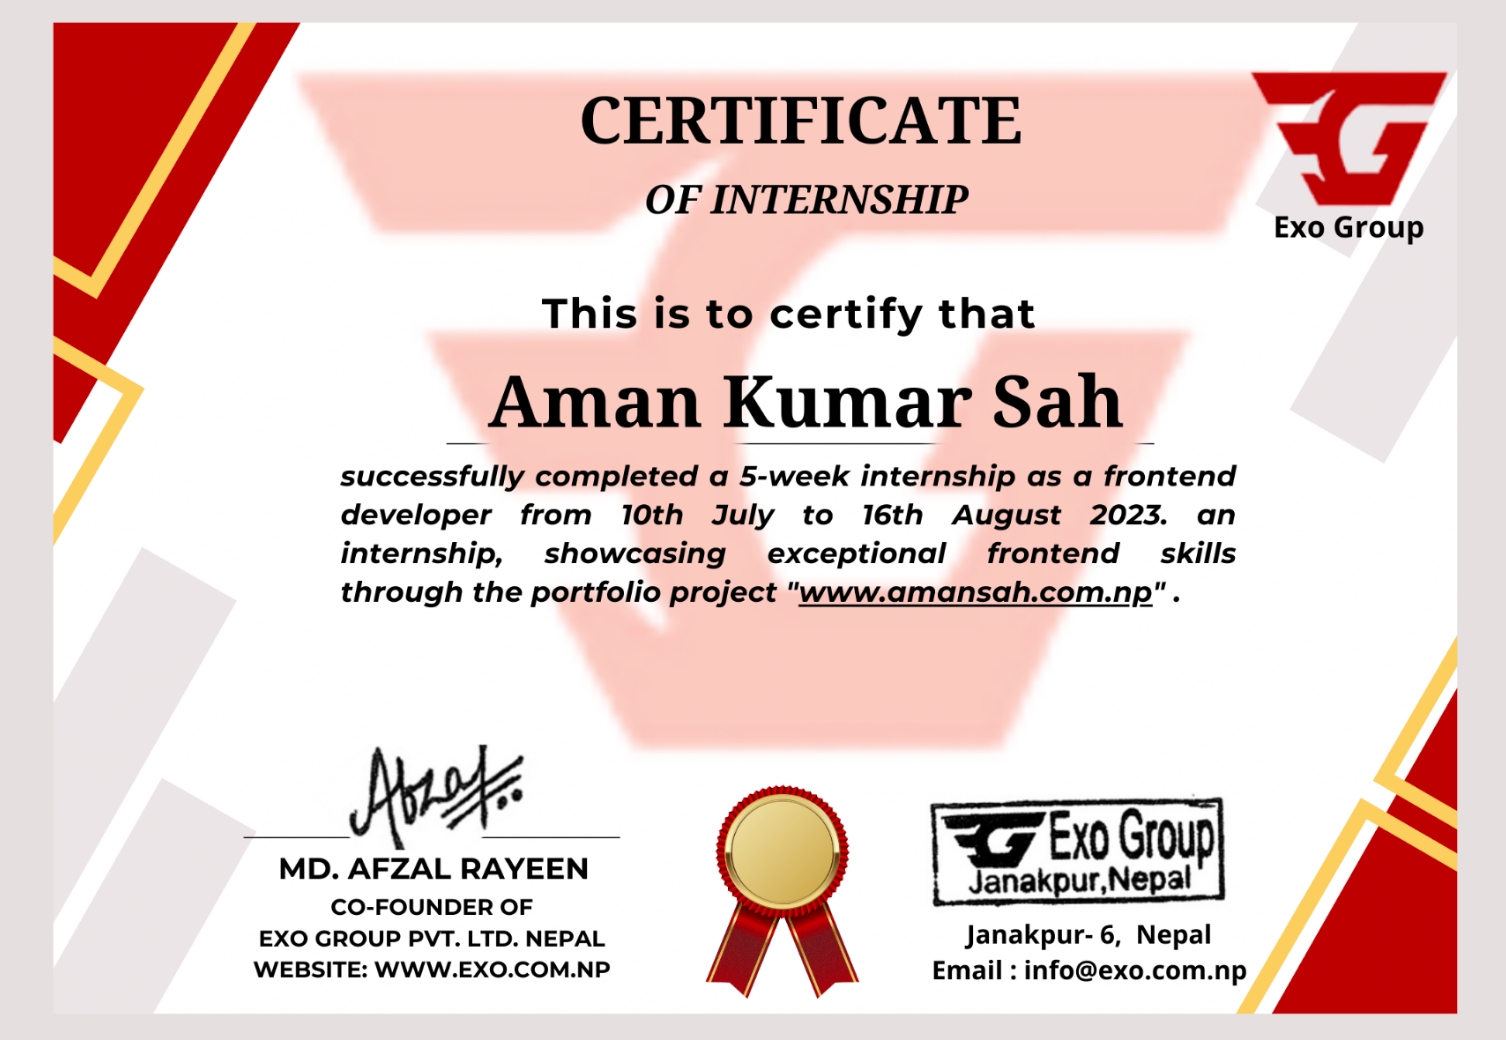 CERTIFICATE
OF INTERNSHIP
Exo Group
This is to certify that
Aman Kumar Sah
successfully completed a 5-week internship as a frontend
developer from 10th July to 16th August 2023. an
internship, showcasing exceptional frontend skills
through the portfolio project "www.amansah.com.np" .
Abzal
MD. AFZAL RAYEEN
CO-FOUNDER OF
EXO GROUP PVT. LTD. NEPAL
WEBSITE: WWW.EXO.COM.NP
Exo Group
Janakpur,Nepal
Janakpur- 6, Nepal
Email : info@exo.com.np